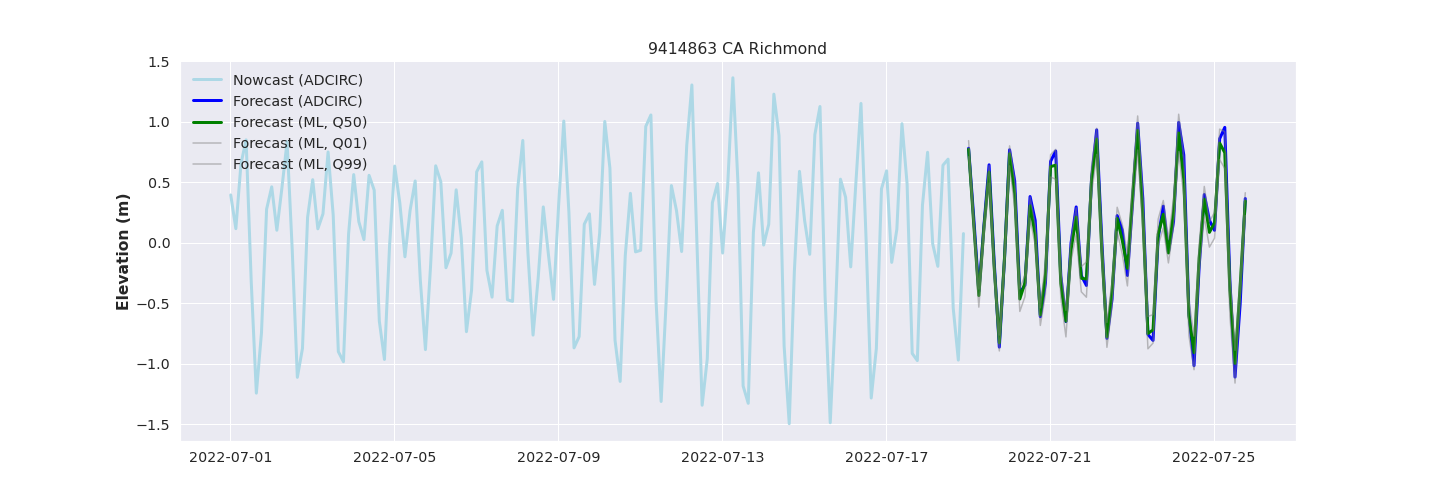 9414863 CA Richmond
1.5
1.0
0.5
0.0
−0.5
−1.0
−1.5
Elevation (m)
Nowcast (ADCIRC)
Forecast (ADCIRC)
Forecast (ML, Q50)
Forecast (ML, Q01)
Forecast (ML, Q99)
2022-07-01 2022-07-05 2022-07-09 2022-07-13 2022-07-17 2022-07-21 2022-07-25